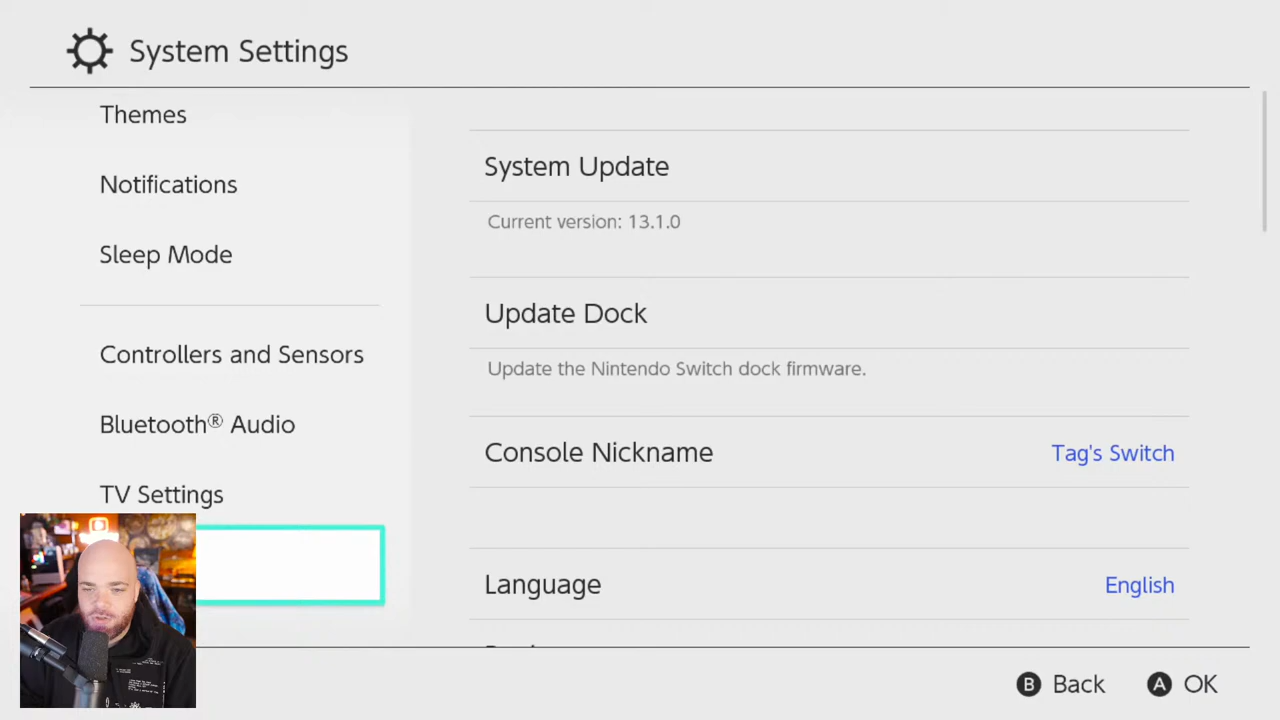 System Settings
Themes
Notifications
Sleep Mode
Controllers and Sensors
Bluetooth® Audio
TV Settings
System Update
Current version: 13.1.0
Update Dock
Update the Nintendo Switch dock firmware.
Console Nickname Tag's Switch
Language English
B Back A OK